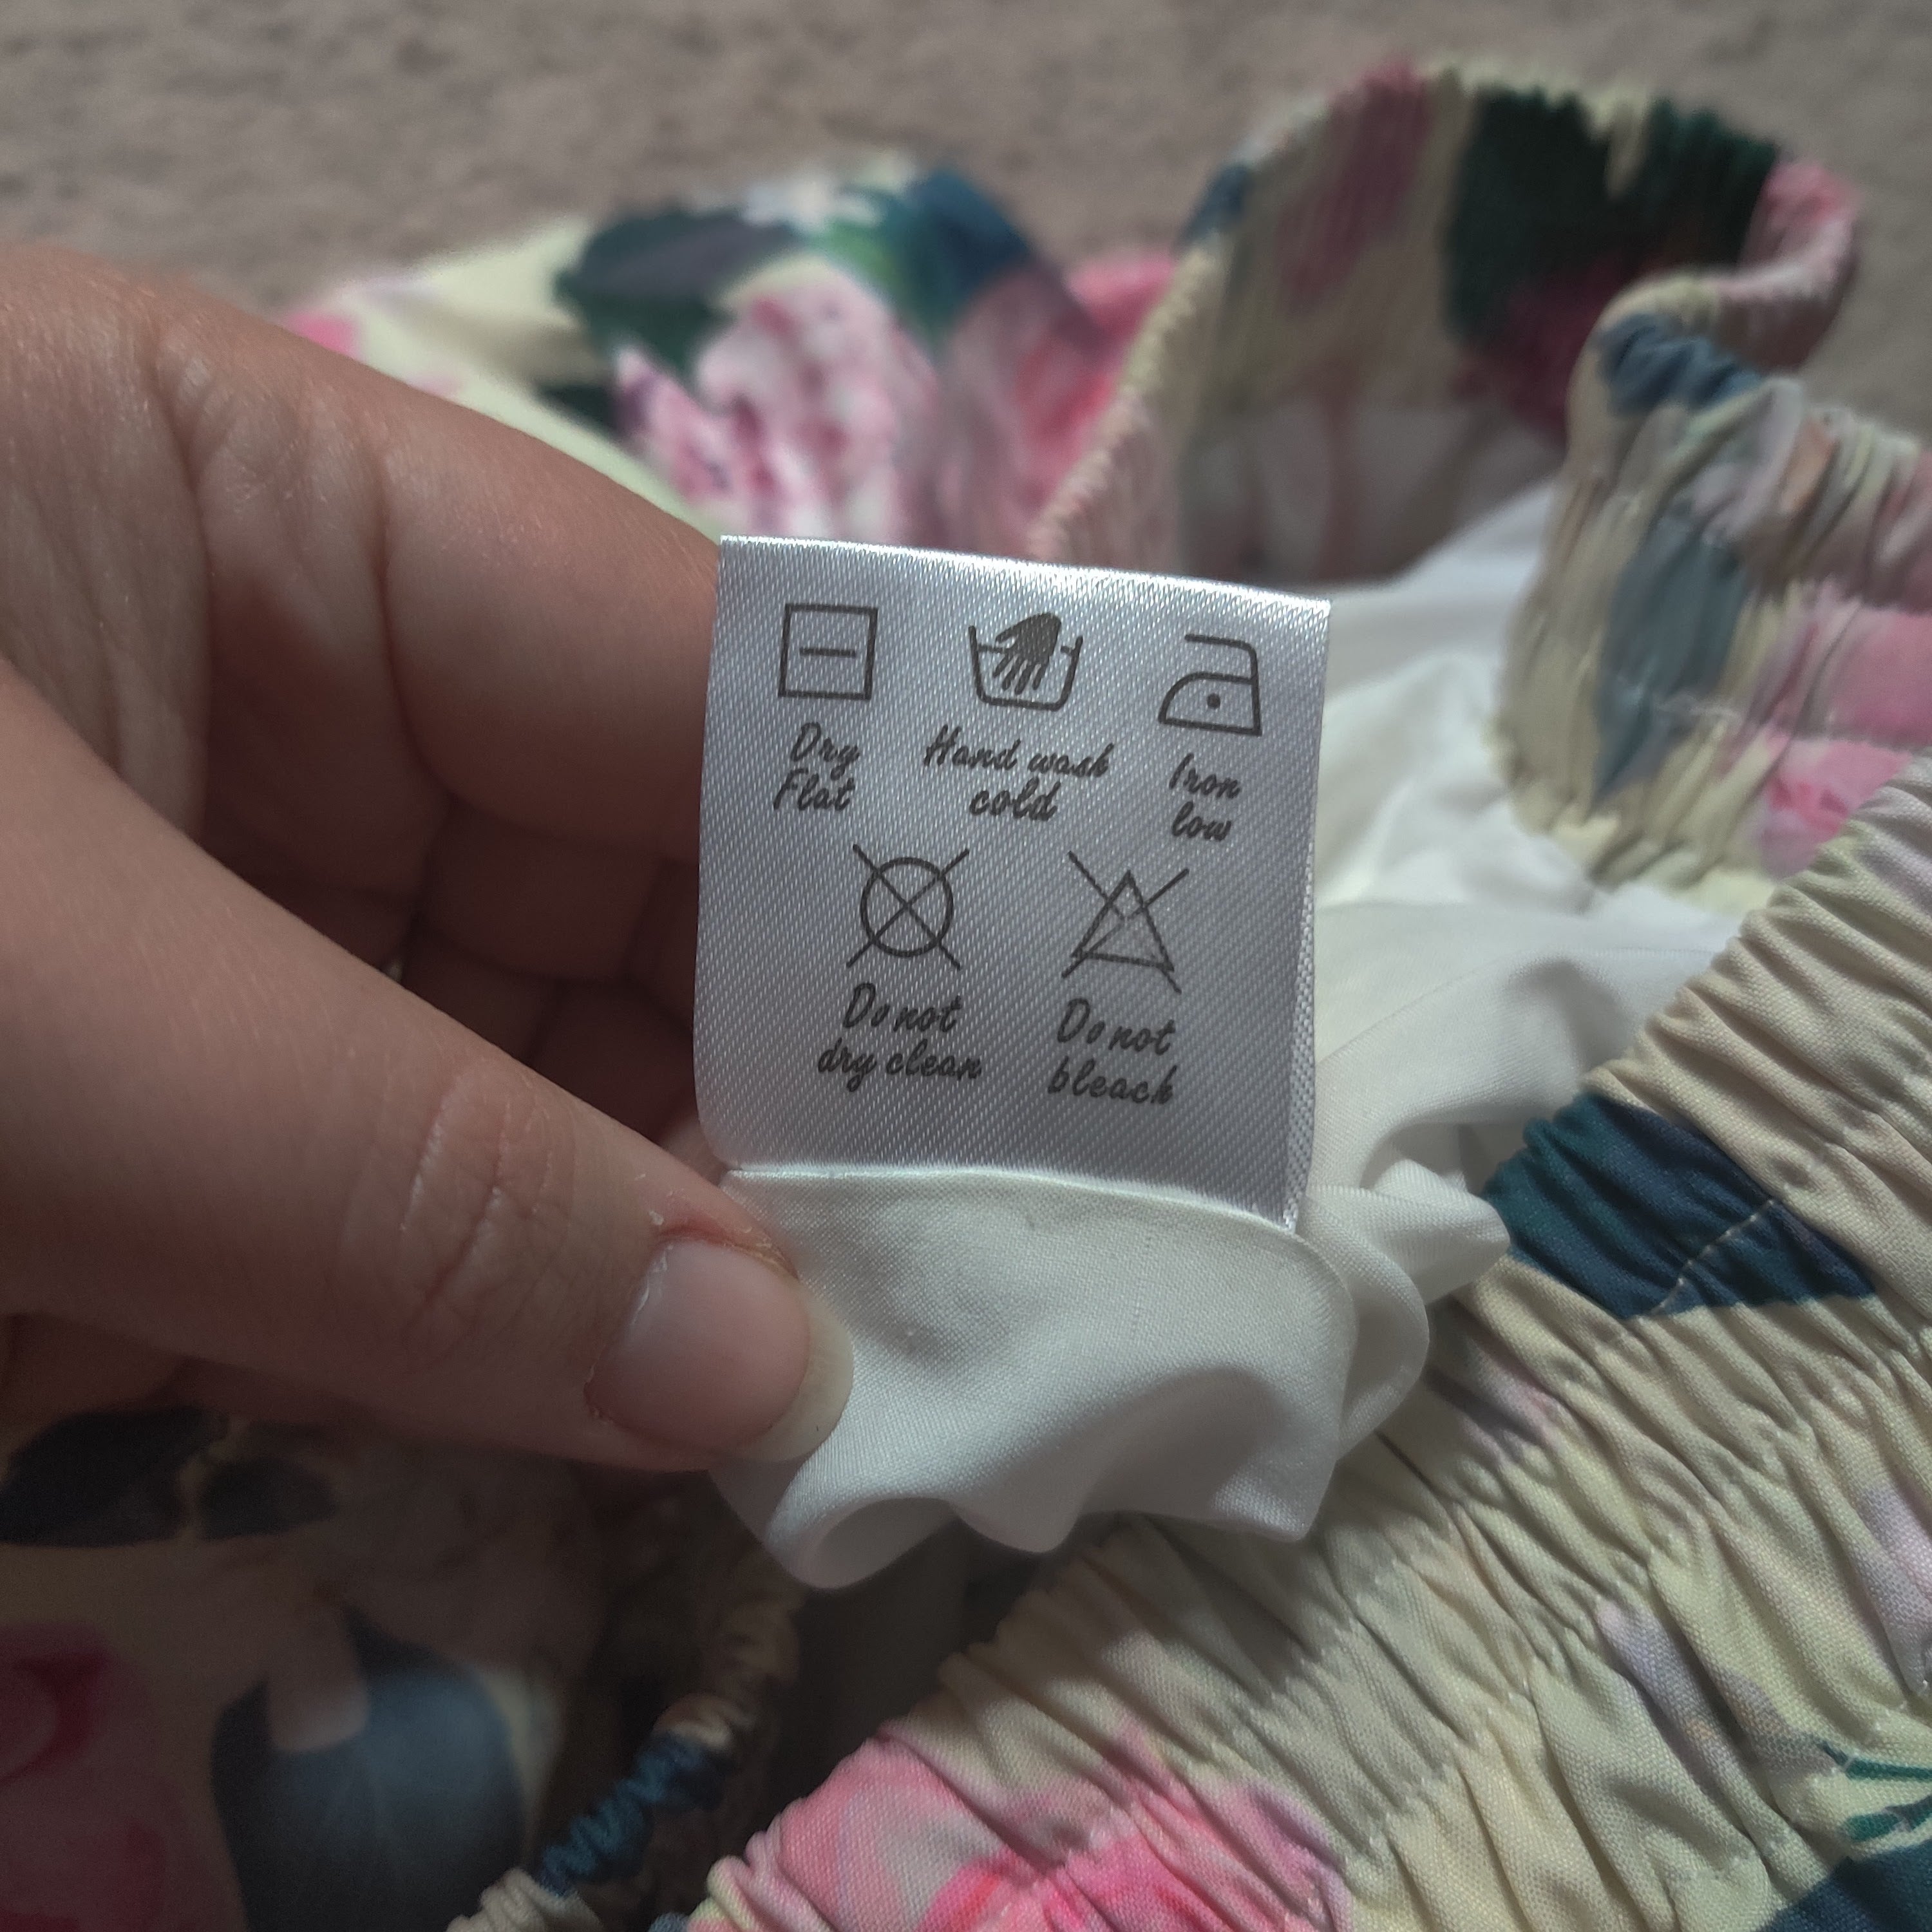 Dry
Flat
Hand wash
cold
Iron
low
Do not
dry clean
Do not
bleach